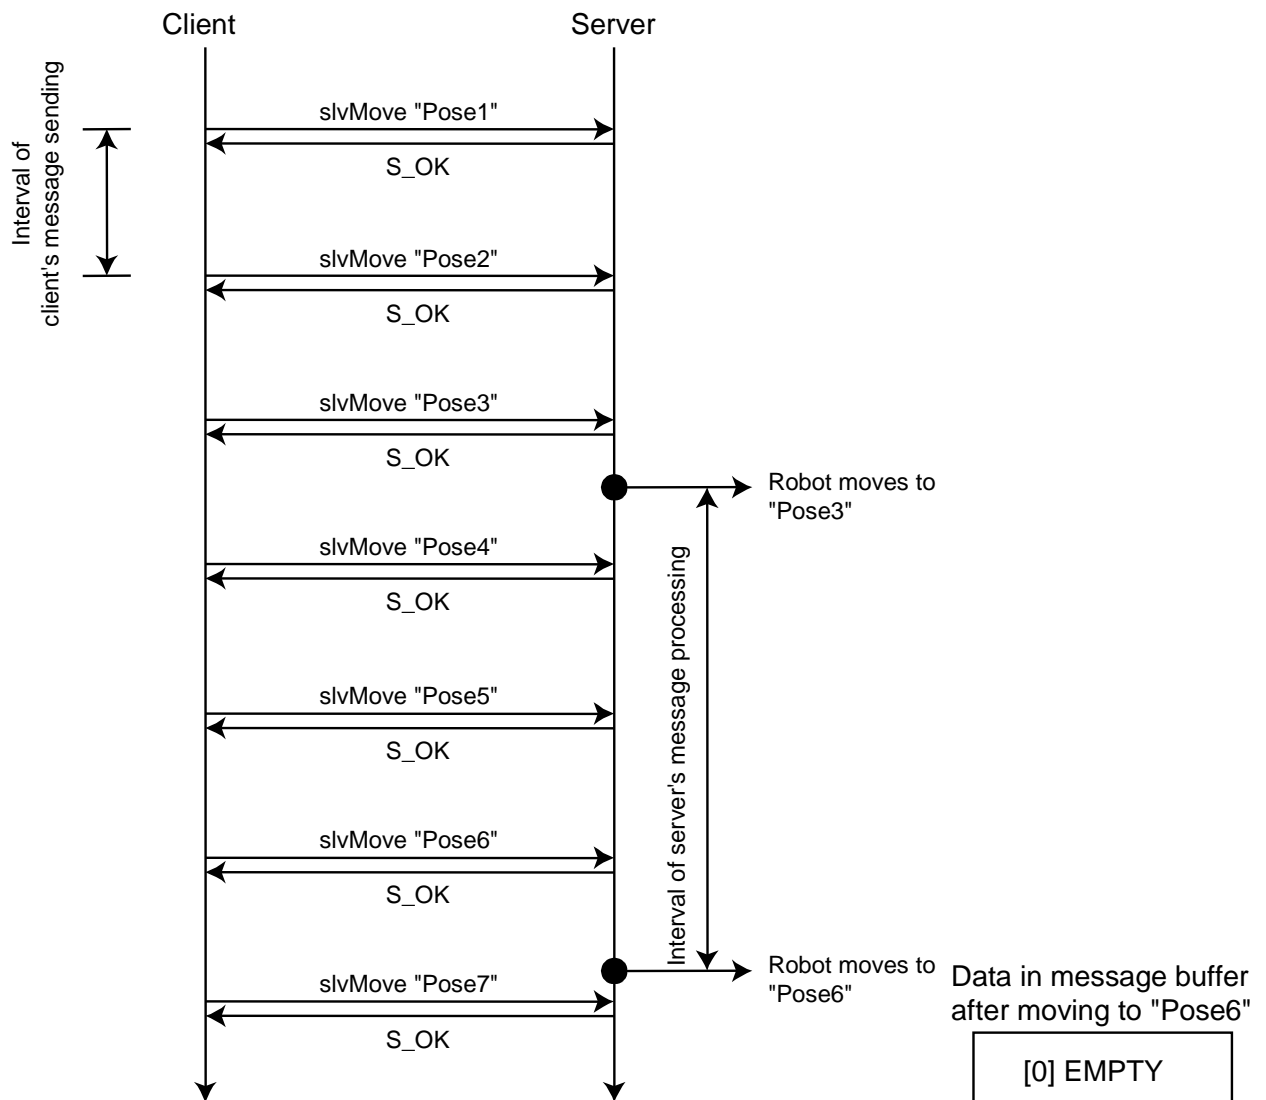 Client
Server
slvMove "Pose1"
S_OK
Interval of
client's message sending
slvMove "Pose2"
S_OK
slvMove "Pose3"
S_OK
Robot moves to
"Pose3"
slvMove "Pose4"
S_OK
Interval of server's message processing
slvMove "Pose5"
S_OK
slvMove "Pose6"
S_OK
Robot moves to
"Pose6"
Data in message buffer
after moving to "Pose6"
slvMove "Pose7"
S_OK
[0] EMPTY